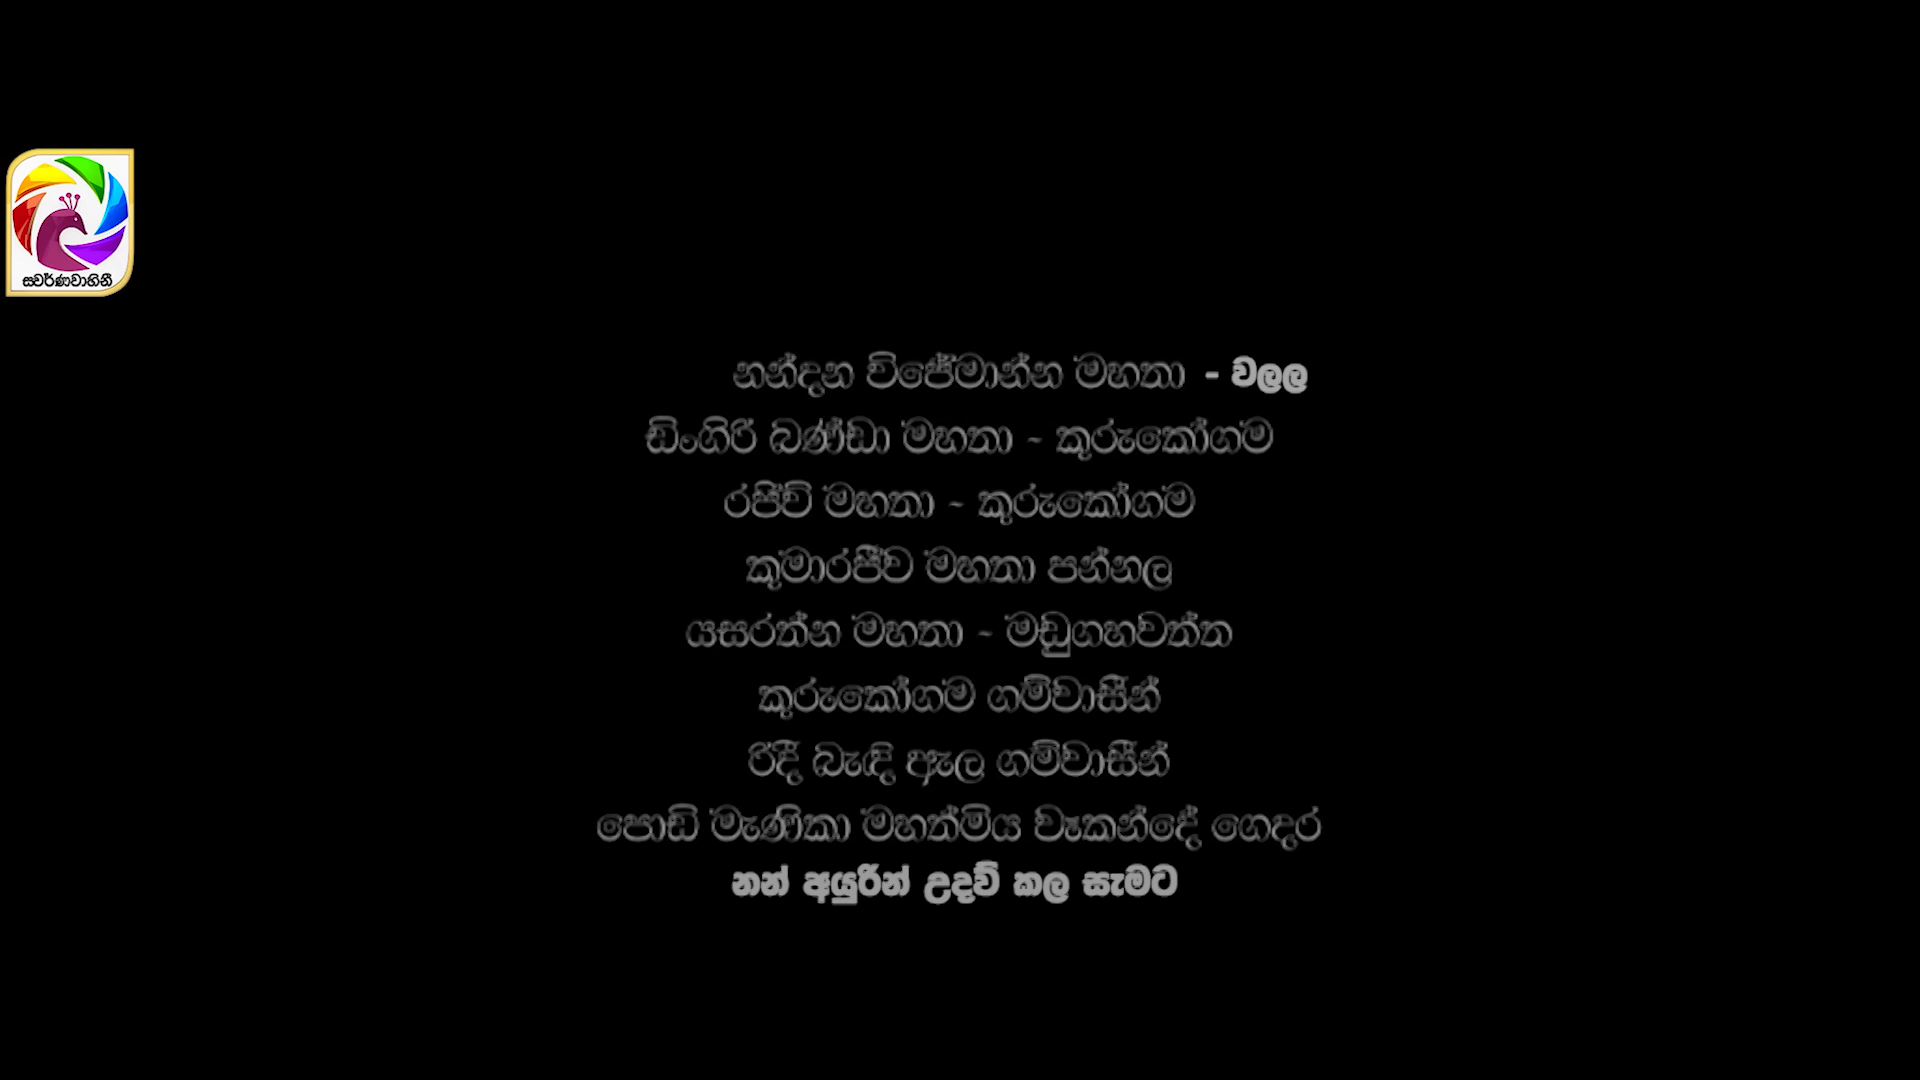 ස්වර්ණවාහිනී
නන්දන විජේමාන්න මහතා - වලල
ඩිංගිරි බණ්ඩා මහතා - කුරුකෝගම
රජීව් මහතා - කුරුකෝගම
කුමාරජීව මහතා පන්නල
යසරත්න මහතා - මඩුගහවත්ත
කුරුකෝගම ගම්වාසීන්
රිදී බැඳි ඇල ගම්වාසීන්
පොඩි මැණිකා මහත්මිය වෑකන්දේ ගෙදර
නන් අයුරින් උදව් කල සැමට